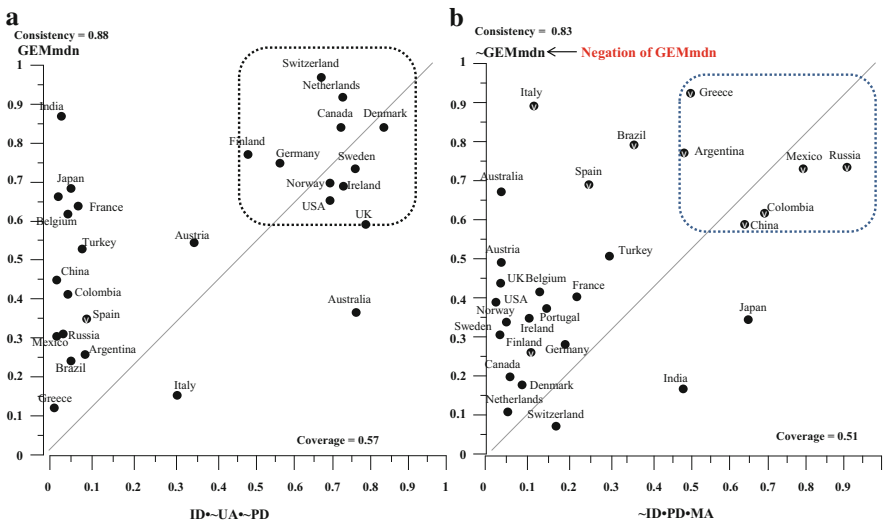 a
Consistency = 0.88
GEMmdn
1
0.9
0.8
0.7
0.6
0.5
0.4
0.3
0.2
0.1
0
Switzerland
Netherlands
India
Canada
Denmark
Finland
Germany
Sweden
Japan
Norway
Ireland
France
USA
Belgium
UK
Turkey
Austria
China
Colombia
Australia
Spain
Mexico
Russia
Argentina
Brazil
Italy
Greece
Coverage = 0.57
0 0.1 0.2 0.3 0.4 0.5 0.6 0.7 0.8 0.9 1
ID•~UA•~PD
b
Consistency = 0.83
~GEMmdn
Negation of GEMmdn
1
0.9
0.8
0.7
0.6
0.5
0.4
0.3
0.2
0.1
0
Italy
Greece
Brazil
Argentina
Mexico
Russia
Spain
Australia
Colombia
China
Austria
Turkey
UK
Belgium
France
USA
Norway
Portugal
Japan
Sweden
Ireland
Finland
Germany
Canada
Denmark
India
Netherlands
Switzerland
Coverage = 0.51
0 0.1 0.2 0.3 0.4 0.5 0.6 0.7 0.8 0.9
~ID•PD•MA